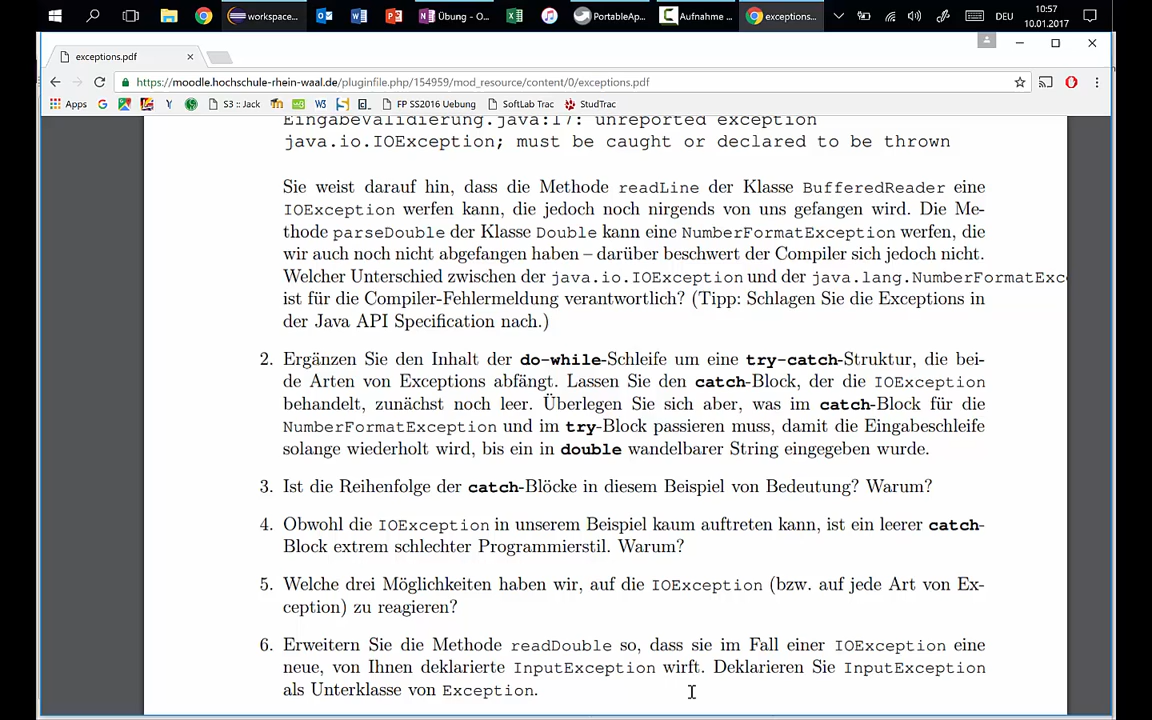 workspace...
Übung - O...
PortableAp...
Aufnahme ...
exceptions...
DEU
10:57
10.01.2017
exceptions.pdf
https://moodle.hochschule-rhein-waal.de/pluginfile.php/154959/mod_resource/content/0/exceptions.pdf
Apps S3 :: Jack FP SS2016 Uebung SoftLab Trac StudTrac
EingabeValidierung.java:17: unreported exception
java.io.IOException; must be caught or declared to be thrown
Sie weist darauf hin, dass die Methode readLine der Klasse BufferedReader eine
IOException werfen kann, die jedoch noch nirgends von uns gefangen wird. Die Me-
thode parseDouble der Klasse Double kann eine NumberFormatException werfen, die
wir auch noch nicht abgefangen haben – darüber beschwert der Compiler sich jedoch nicht.
Welcher Unterschied zwischen der java.io.IOException und der java.lang.NumberFormatExc
ist für die Compiler-Fehlermeldung verantwortlich? (Tipp: Schlagen Sie die Exceptions in
der Java API Specification nach.)
2. Ergänzen Sie den Inhalt der do-while-Schleife um eine try-catch-Struktur, die bei-
de Arten von Exceptions abfängt. Lassen Sie den catch-Block, der die IOException
behandelt, zunächst noch leer. Überlegen Sie sich aber, was im catch-Block für die
NumberFormatException und im try-Block passieren muss, damit die Eingabeschleife
solange wiederholt wird, bis ein in double wandelbarer String eingegeben wurde.
3. Ist die Reihenfolge der catch-Blöcke in diesem Beispiel von Bedeutung? Warum?
4. Obwohl die IOException in unserem Beispiel kaum auftreten kann, ist ein leerer catch-
Block extrem schlechter Programmierstil. Warum?
5. Welche drei Möglichkeiten haben wir, auf die IOException (bzw. auf jede Art von Ex-
ception) zu reagieren?
6. Erweitern Sie die Methode readDouble so, dass sie im Fall einer IOException eine
neue, von Ihnen deklarierte InputException wirft. Deklarieren Sie InputException
als Unterklasse von Exception.